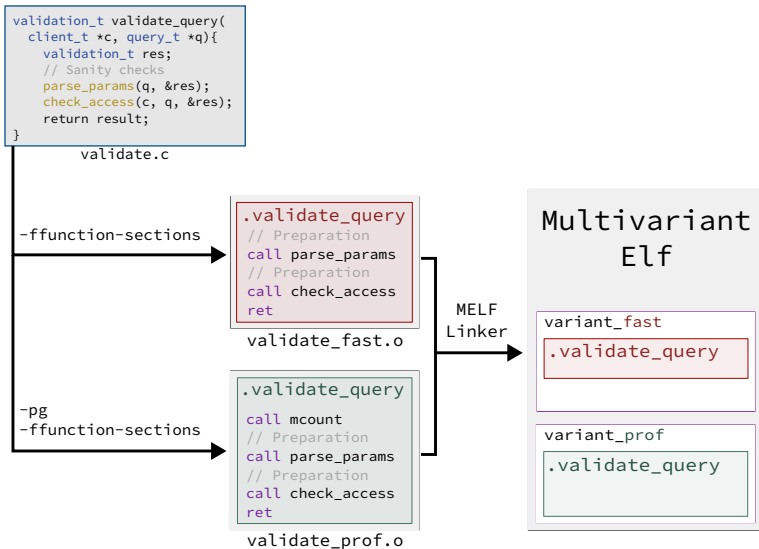 validation_t validate_query(
client_t *c, query_t *q){
validation_t res;
// Sanity checks
parse_params(q, &res);
check_access(c, q, &res);
return result;
}
validate.c
-ffunction-sections
.validate_query
// Preparation
call parse_params
// Preparation
call check_access
ret
validate_fast.o
-pg
-ffunction-sections
.validate_query
call mcount
// Preparation
call parse_params
// Preparation
call check_access
ret
validate_prof.o
MELF
Linker
Multivariant
Elf
variant_fast
.validate_query
variant_prof
.validate_query